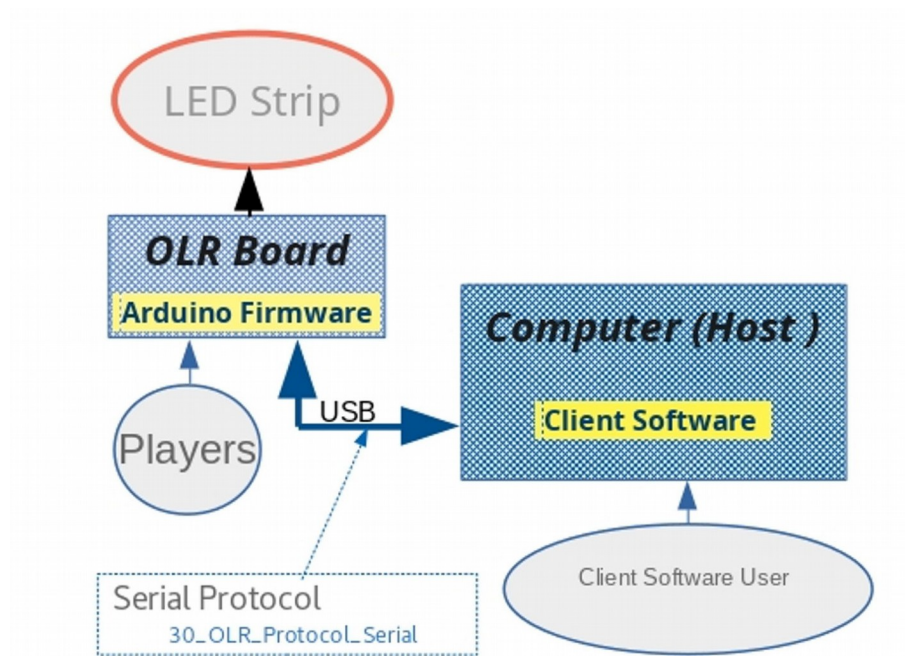 LED Strip
OLR Board
Arduino Firmware
Computer (Host )
USB
Client Software
Players
Client Software User
Serial Protocol
30_OLR_Protocol_Serial